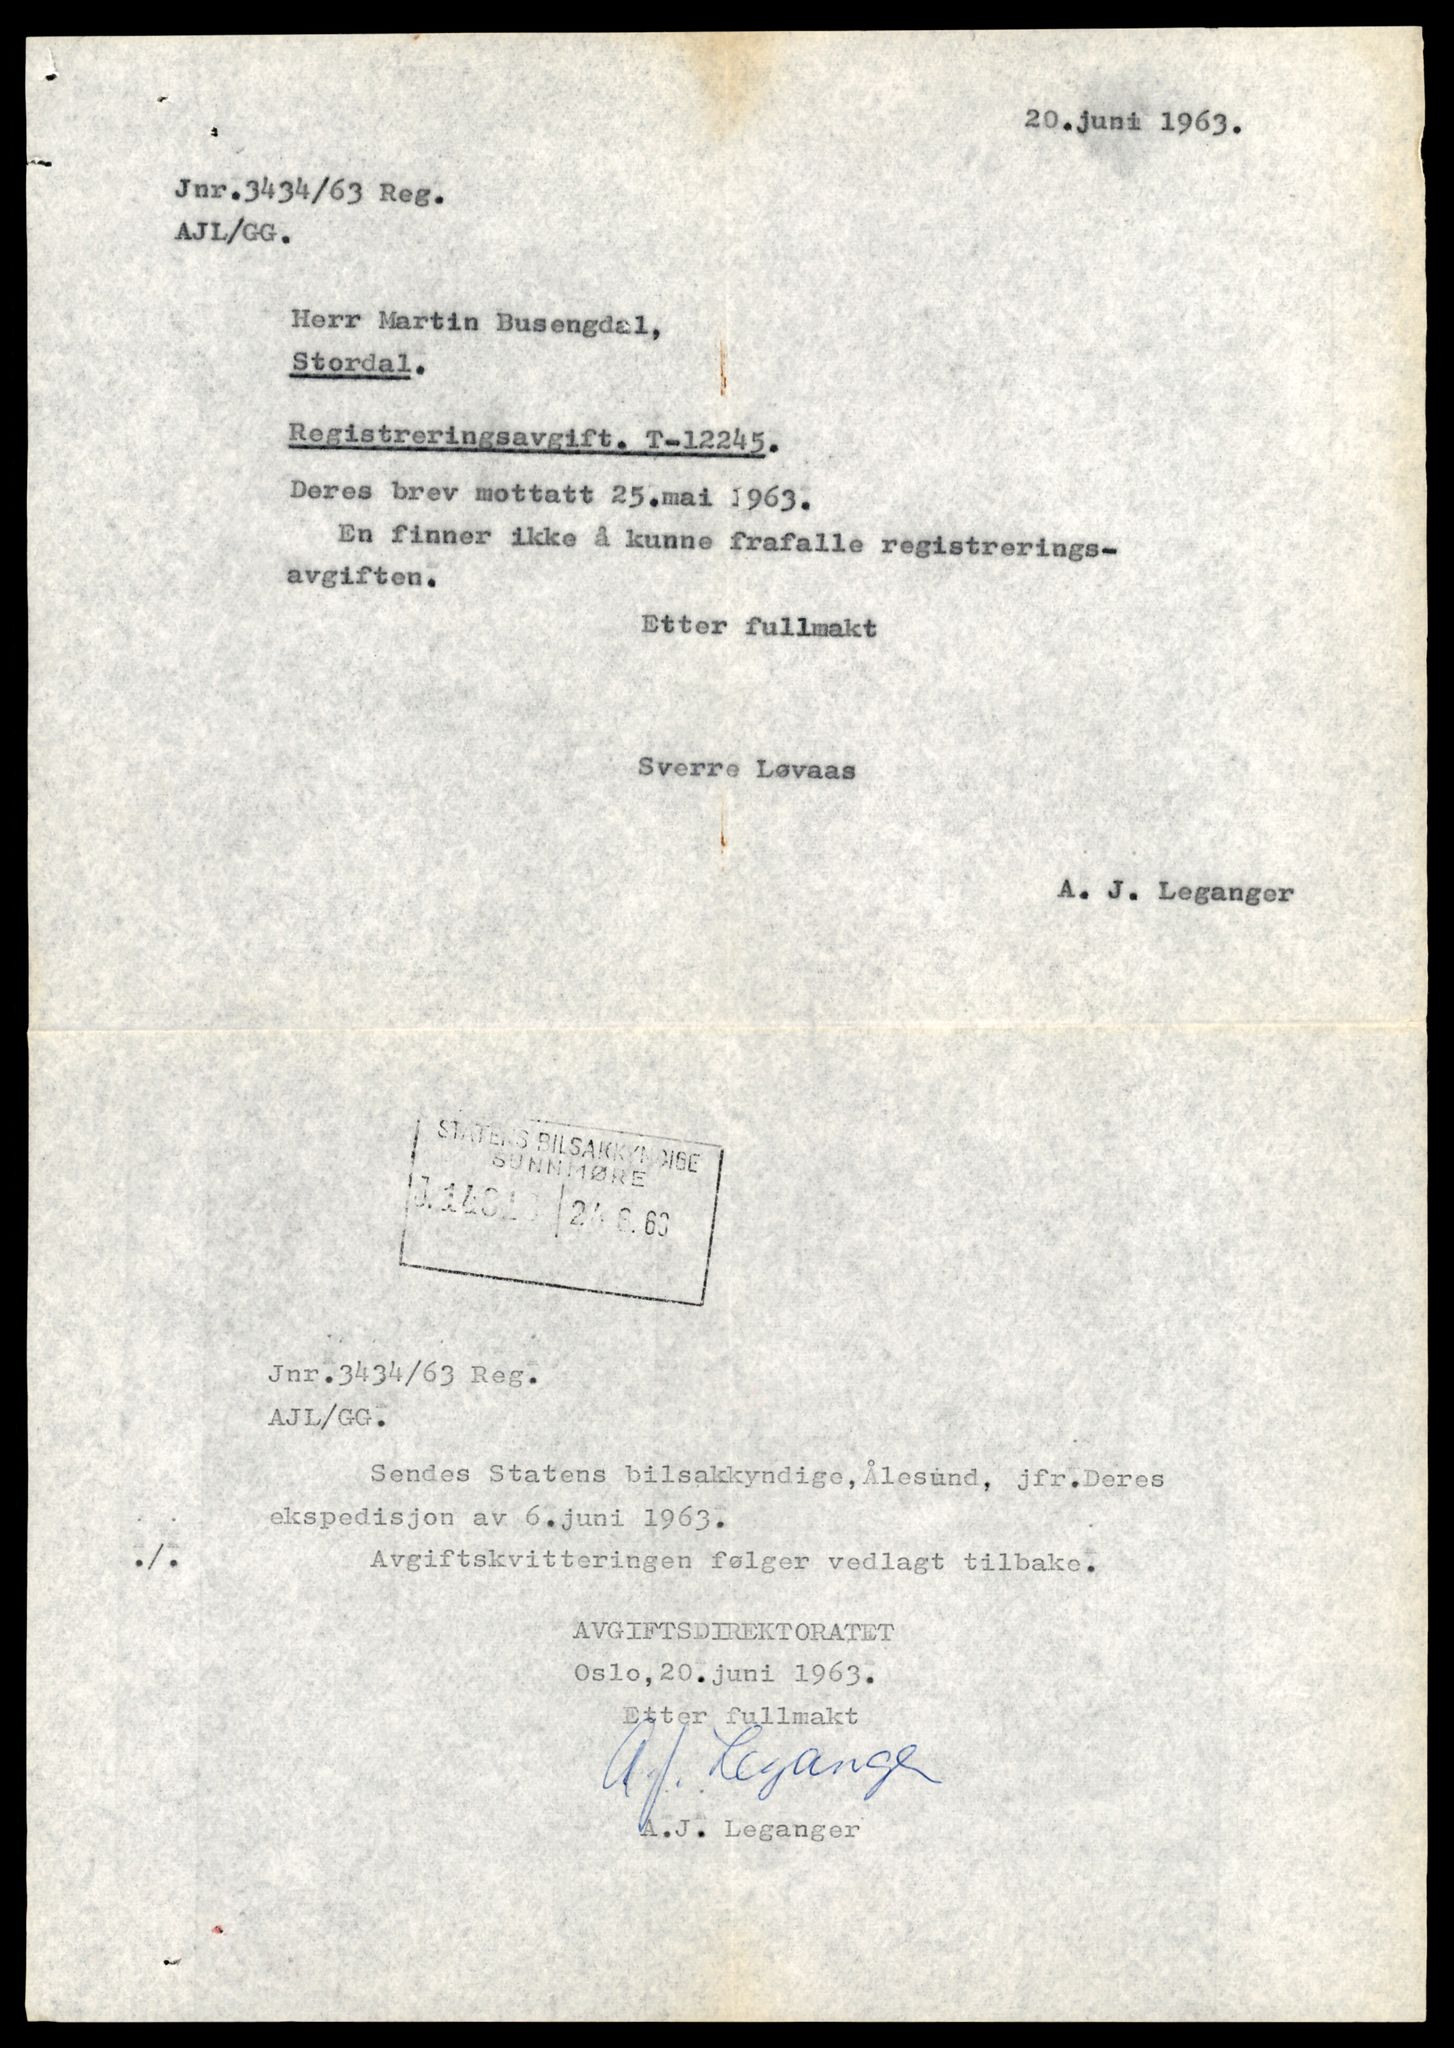 20.juni 1963.
Jnr.3434/63 Reg.
AJL/GG.
Herr Martin Busengdal,
Stordal.
Registreringsavgift. T-12245.
Deres brev mottatt 25.mai 1963.
En finner ikke å kunne frafalle registrerings-
avgiften.
Etter fullmakt
Sverre Løvaas
A. J. Leganger
STATENS BILSAKKYNDIGE
SUNNMØRE
Jnr.3434/63 Reg.
AJL/GG.
Sendes Statens bilsakkyndige,Ålesund, jfr.Deres
ekspedisjon av 6.juni 1963.
./. Avgiftskvitteringen følger vedlagt tilbake.
AVGIFTSDIREKTORATET
Oslo,20.juni 1963.
Etter fullmakt
A.J. Leganger
A.J. Leganger